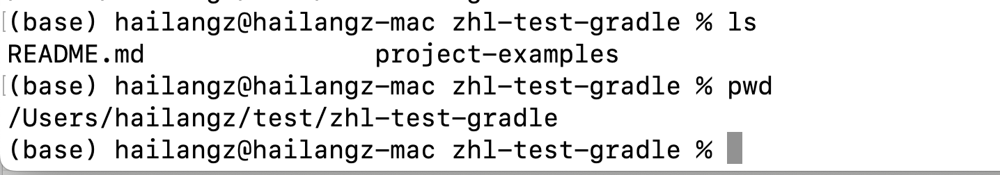 (base) hailangz@hailangz-mac zhl-test-gradle % ls
README.md project-examples
(base) hailangz@hailangz-mac zhl-test-gradle % pwd
/Users/hailangz/test/zhl-test-gradle
(base) hailangz@hailangz-mac zhl-test-gradle %